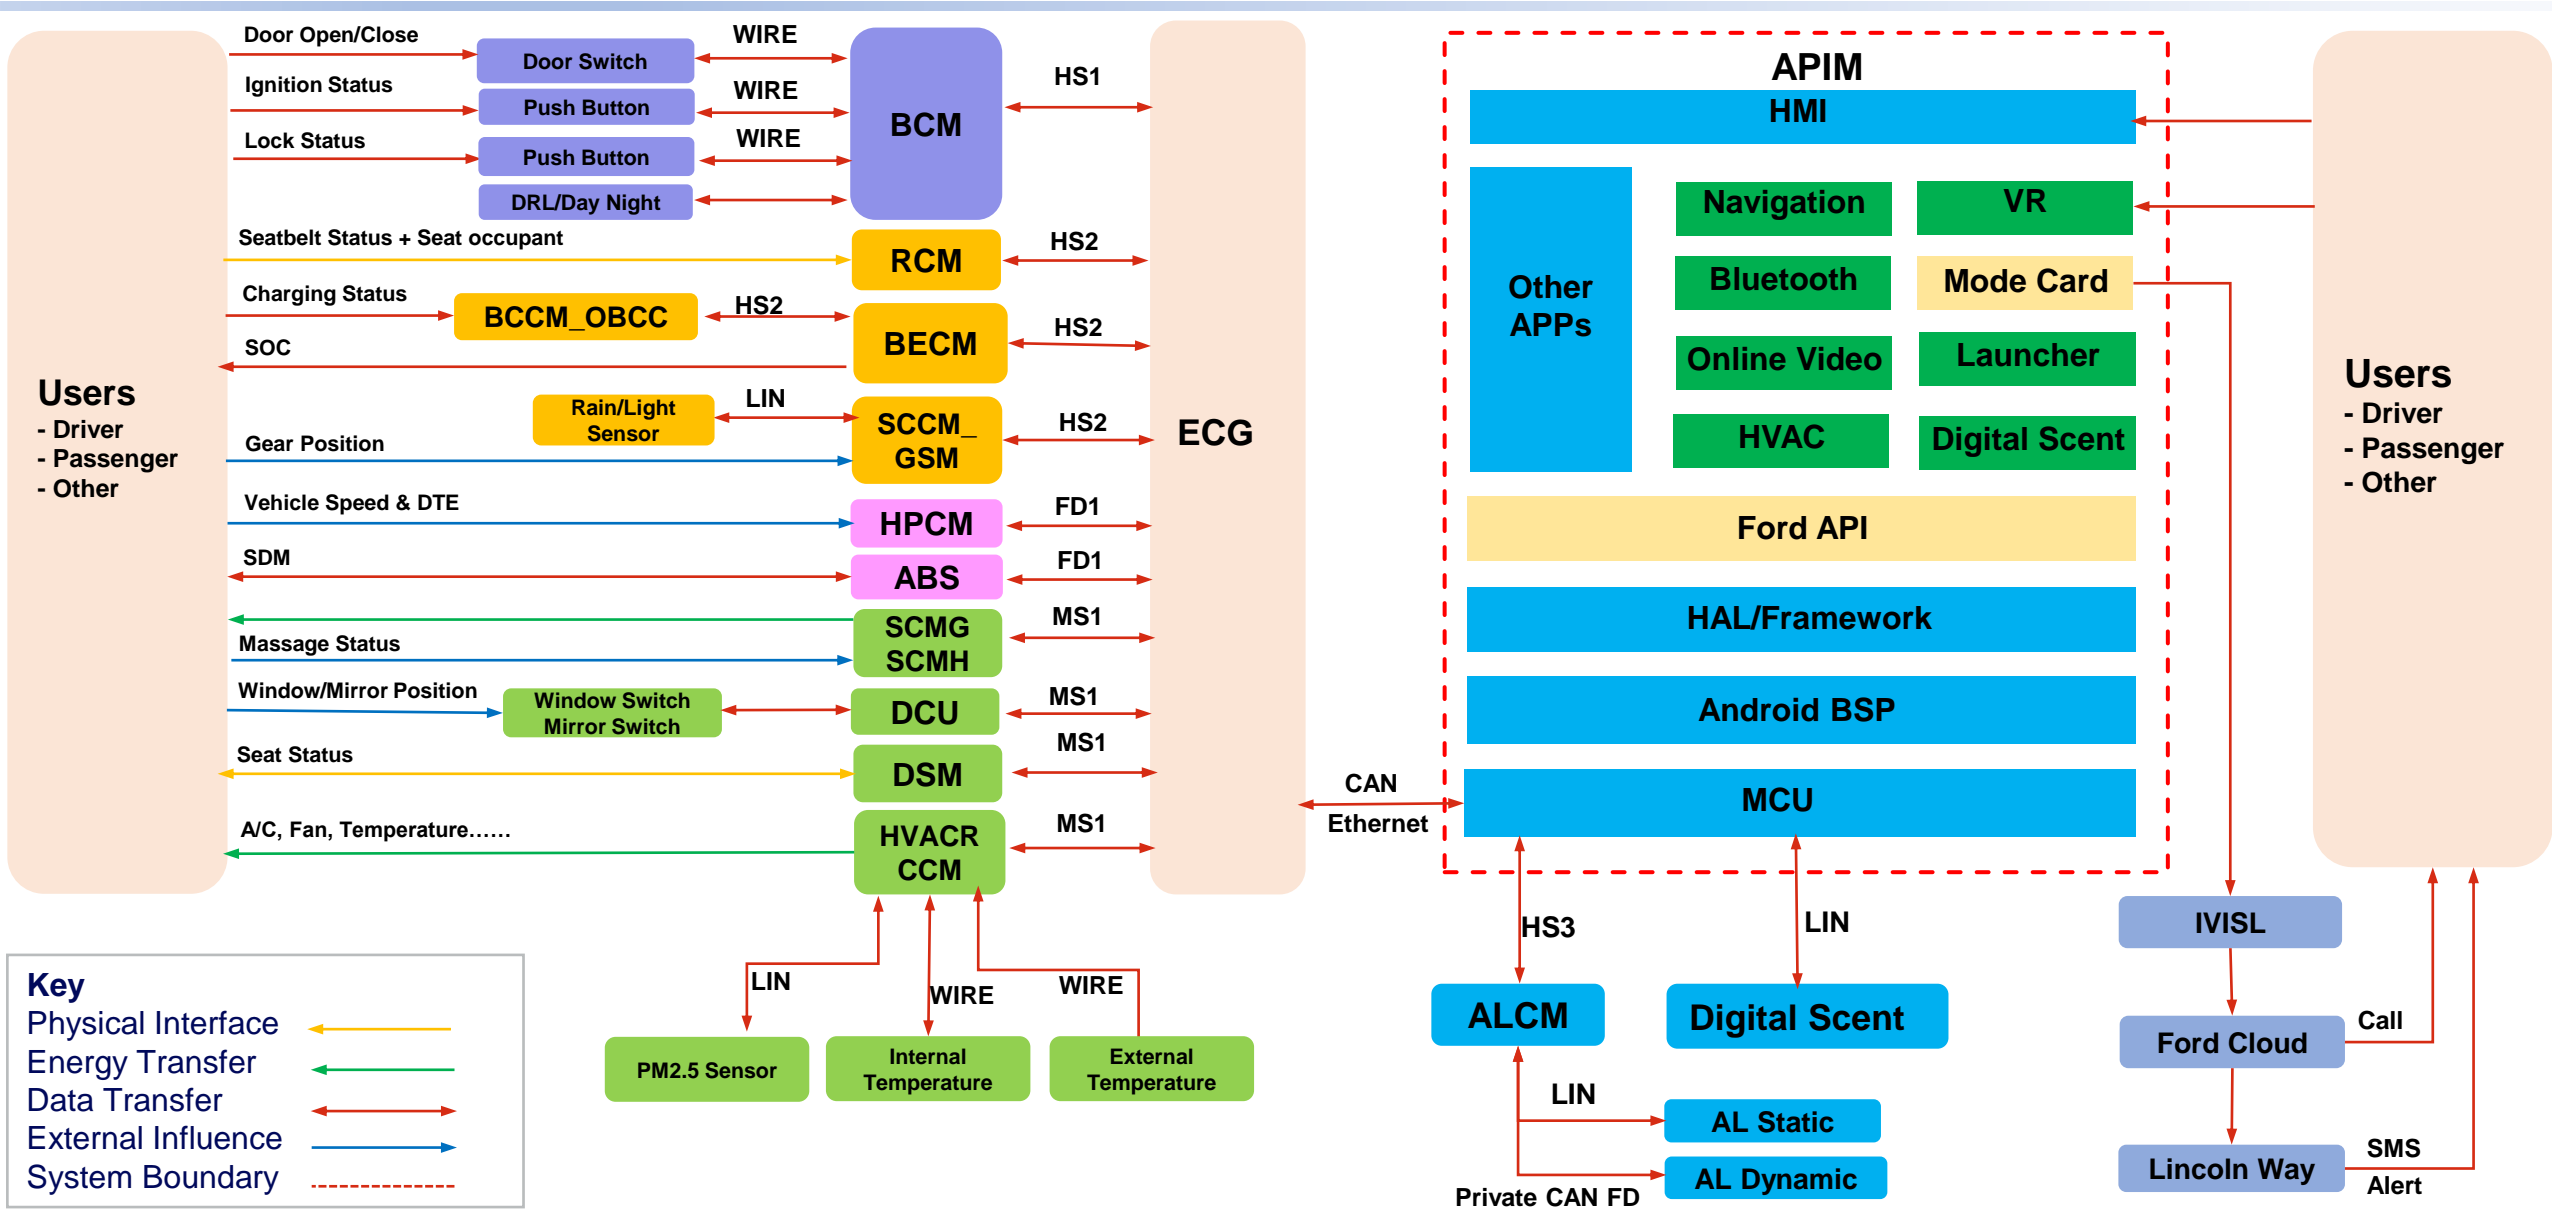 Users
- Driver
- Passenger
- Other
Door Open/Close
Door Switch
WIRE
Ignition Status
Push Button
WIRE
Lock Status
Push Button
WIRE
DRL/Day Night
BCM
HS1
Seatbelt Status + Seat occupant
RCM
HS2
Charging Status
BCCM_OBCC
HS2
SOC
BECM
HS2
Rain/Light
Sensor
LIN
Gear Position
SCCM_
GSM
HS2
Vehicle Speed & DTE
HPCM
FD1
SDM
ABS
FD1
Massage Status
SCMG
SCMH
MS1
Window/Mirror Position
Window Switch
Mirror Switch
DCU
MS1
Seat Status
DSM
MS1
A/C, Fan, Temperature……
HVACR
CCM
MS1
LIN
WIRE
WIRE
PM2.5 Sensor
Internal
Temperature
External
Temperature
ECG
CAN
Ethernet
APIM
HMI
Other
APPs
Navigation
VR
Bluetooth
Mode Card
Online Video
Launcher
HVAC
Digital Scent
Ford API
HAL/Framework
Android BSP
MCU
HS3
LIN
ALCM
Digital Scent
LIN
AL Static
AL Dynamic
Private CAN FD
Users
- Driver
- Passenger
- Other
IVISL
Ford Cloud
Call
Lincoln Way
SMS
Alert
Key
Physical Interface
Energy Transfer
Data Transfer
External Influence
System Boundary